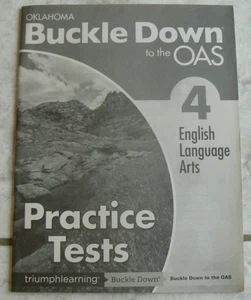 OKLAHOMA
Buckle Down
to the OAS
4
English
Language
Arts
Practice
Tests
triumphlearning Buckle Down Buckle Down to the OAS